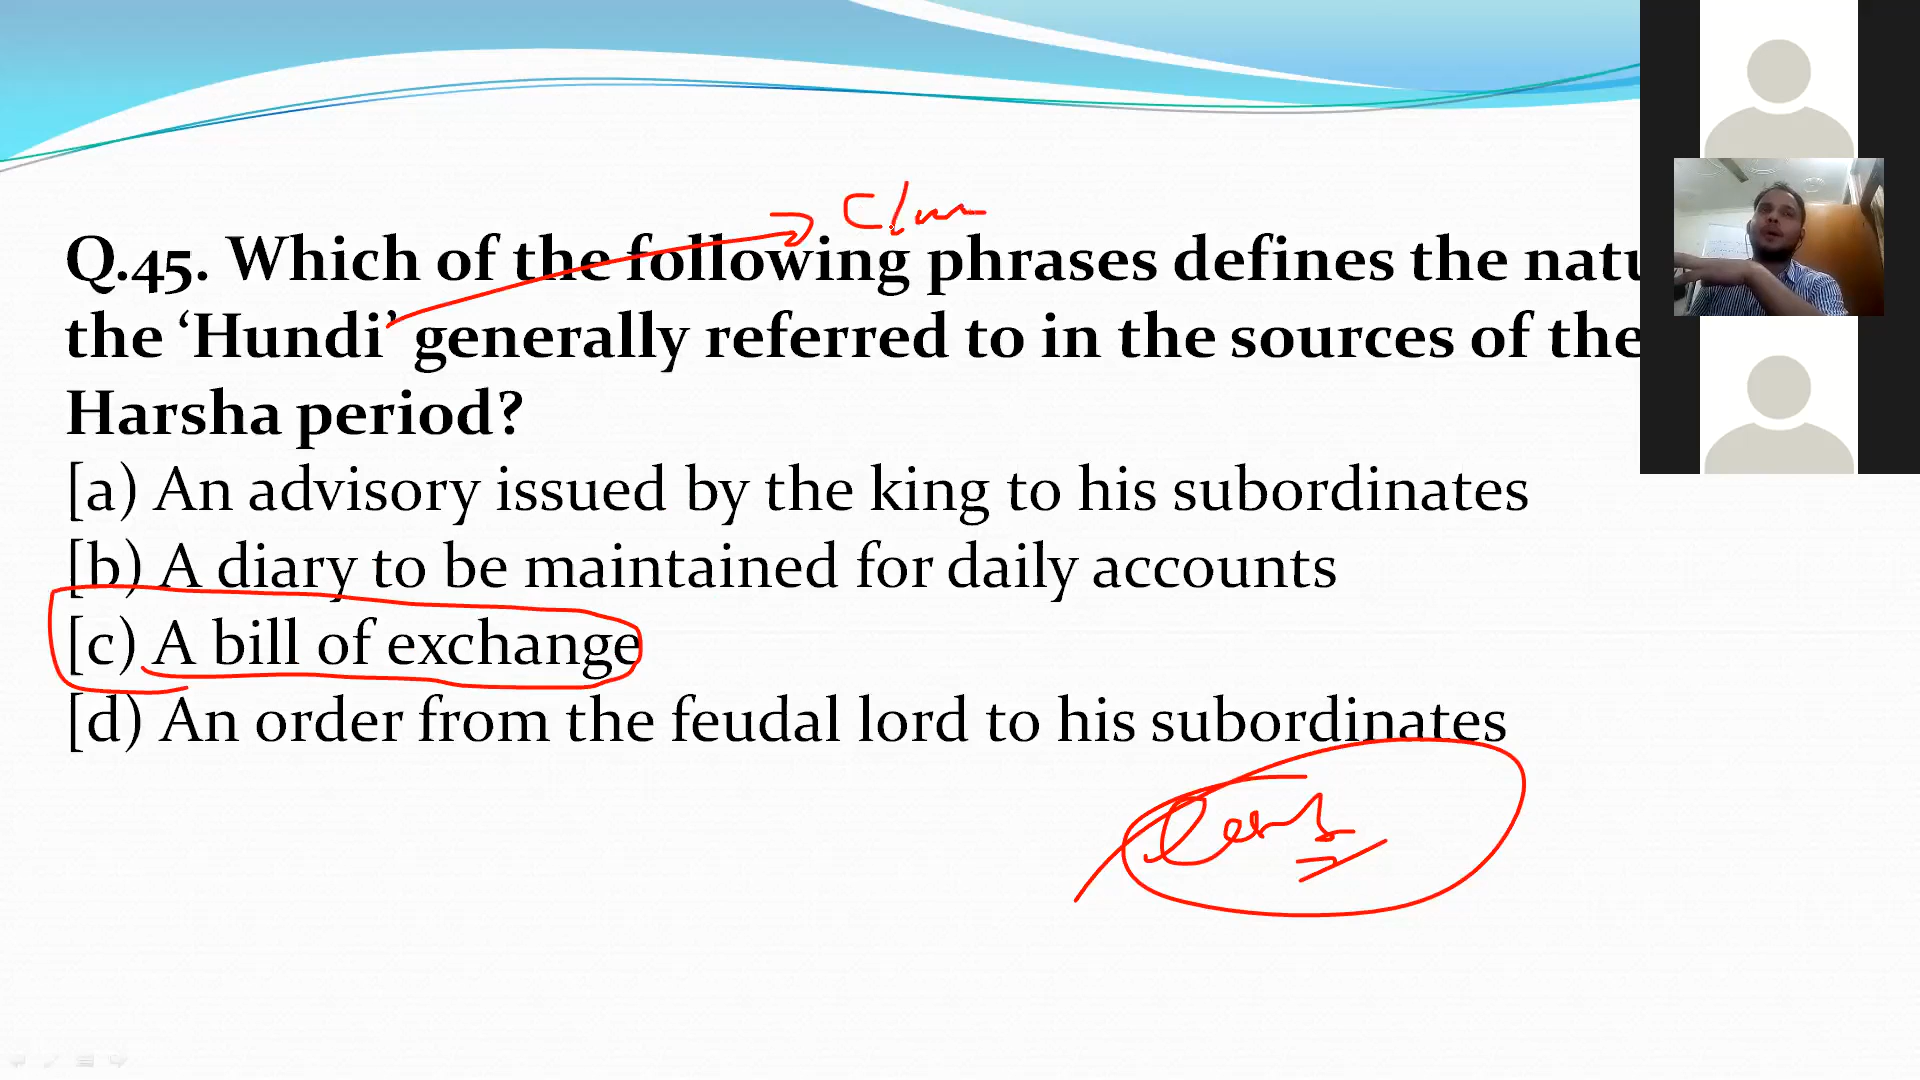 Q.45. Which of the following phrases defines the natu
the ‘Hundi’ generally referred to in the sources of the
Harsha period?
[a) An advisory issued by the king to his subordinates
[b) A diary to be maintained for daily accounts
[c) A bill of exchange
[d) An order from the feudal lord to his subordinates